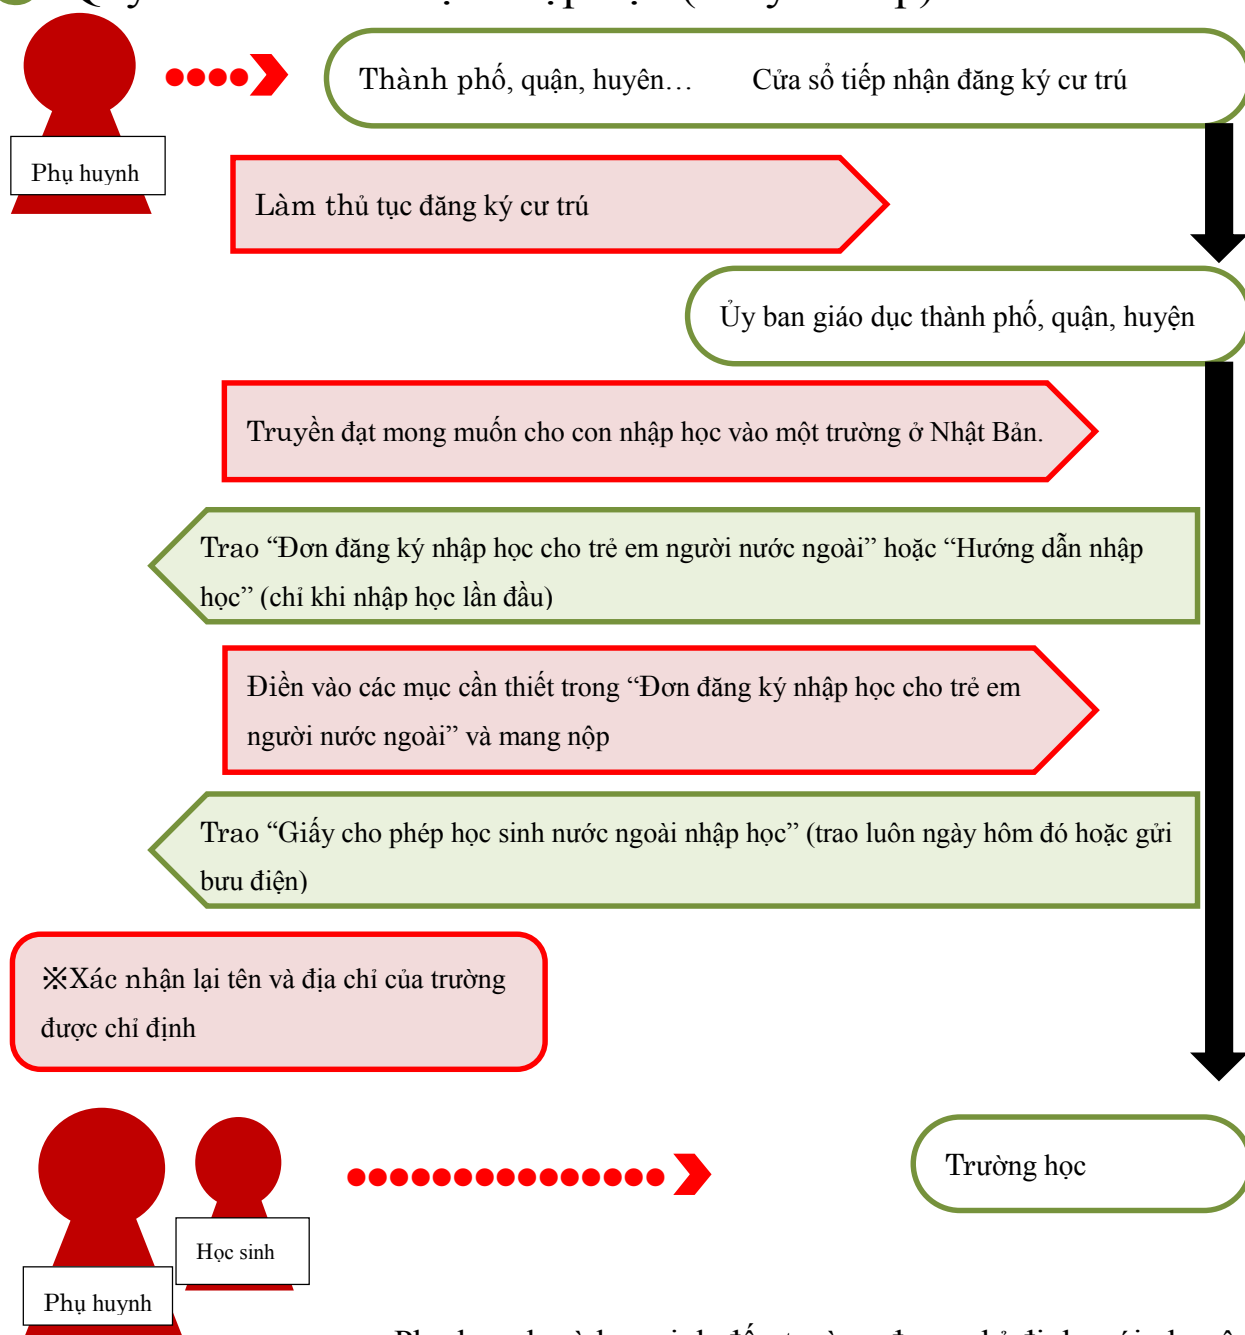 Thành phố, quận, huyên… Cửa sổ tiếp nhận đăng ký cư trú
Phụ huynh
Làm thủ tục đăng ký cư trú
Ủy ban giáo dục thành phố, quận, huyện
Truyền đạt mong muốn cho con nhập học vào một trường ở Nhật Bản.
Trao “Đơn đăng ký nhập học cho trẻ em người nước ngoài” hoặc “Hướng dẫn nhập
học” (chỉ khi nhập học lần đầu)
Điền vào các mục cần thiết trong “Đơn đăng ký nhập học cho trẻ em
người nước ngoài” và mang nộp
Trao “Giấy cho phép học sinh nước ngoài nhập học” (trao luôn ngày hôm đó hoặc gửi
bưu điện)
※Xác nhận lại tên và địa chỉ của trường
được chỉ định
Trường học
Học sinh
Phụ huynh